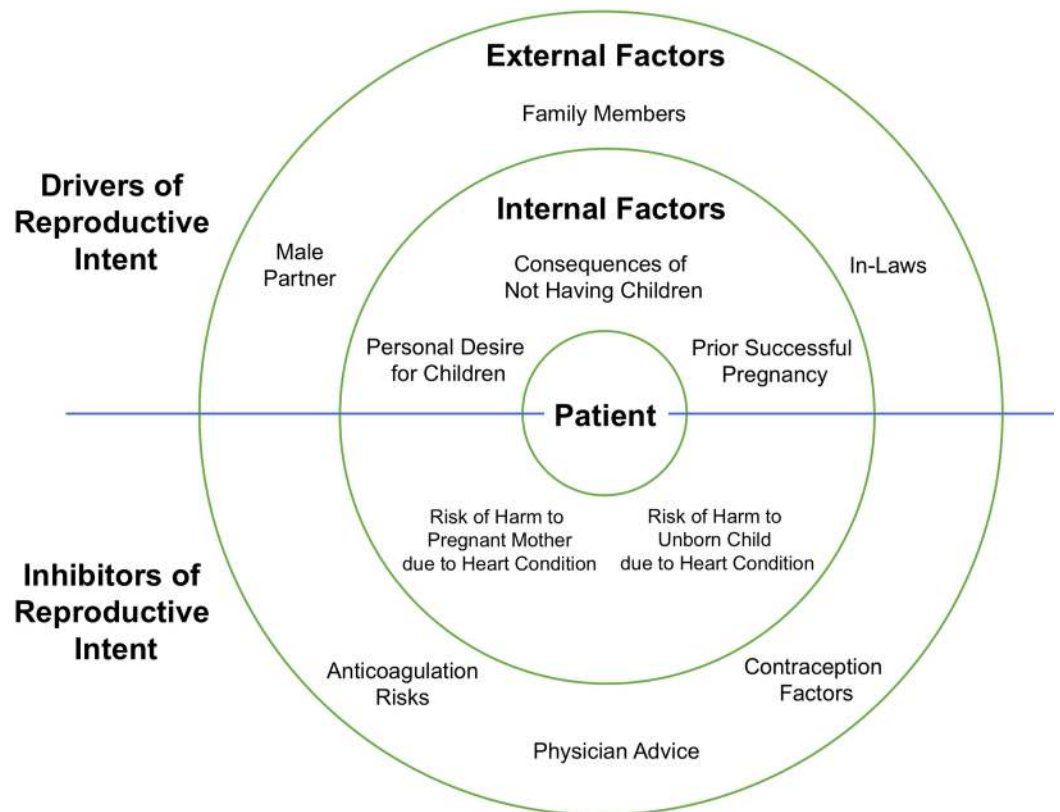 External Factors
Family Members
Drivers of
Reproductive
Intent
Internal Factors
Male
Partner
Consequences of
Not Having Children
In-Laws
Personal Desire
for Children
Prior Successful
Pregnancy
Patient
Risk of Harm to
Pregnant Mother
due to Heart Condition
Risk of Harm to
Unborn Child
due to Heart Condition
Inhibitors of
Reproductive
Intent
Anticoagulation
Risks
Contraception
Factors
Physician Advice